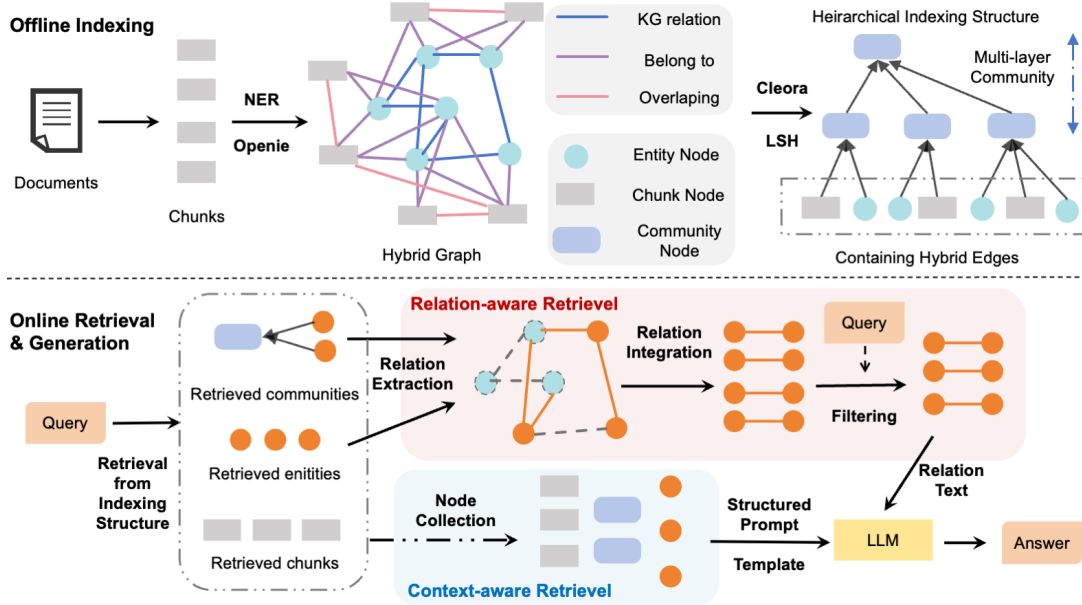 Offline Indexing
Documents
Chunks
NER
Openie
Hybrid Graph
KG relation
Belong to
Overlaping
Entity Node
Chunk Node
Community
Node
Cleora
LSH
Heirarchical Indexing Structure
Multi-layer
Community
Containing Hybrid Edges
Online Retrieval
& Generation
Query
Retrieval
from
Indexing
Structure
Retrieved communities
Retrieved enitities
Retrieved chunks
Relation-aware Retrievel
Relation
Extraction
Relation
Integration
Query
Filtering
Relation
Text
Node
Collection
Context-aware Retrievel
Structured
Prompt
Template
LLM
Answer